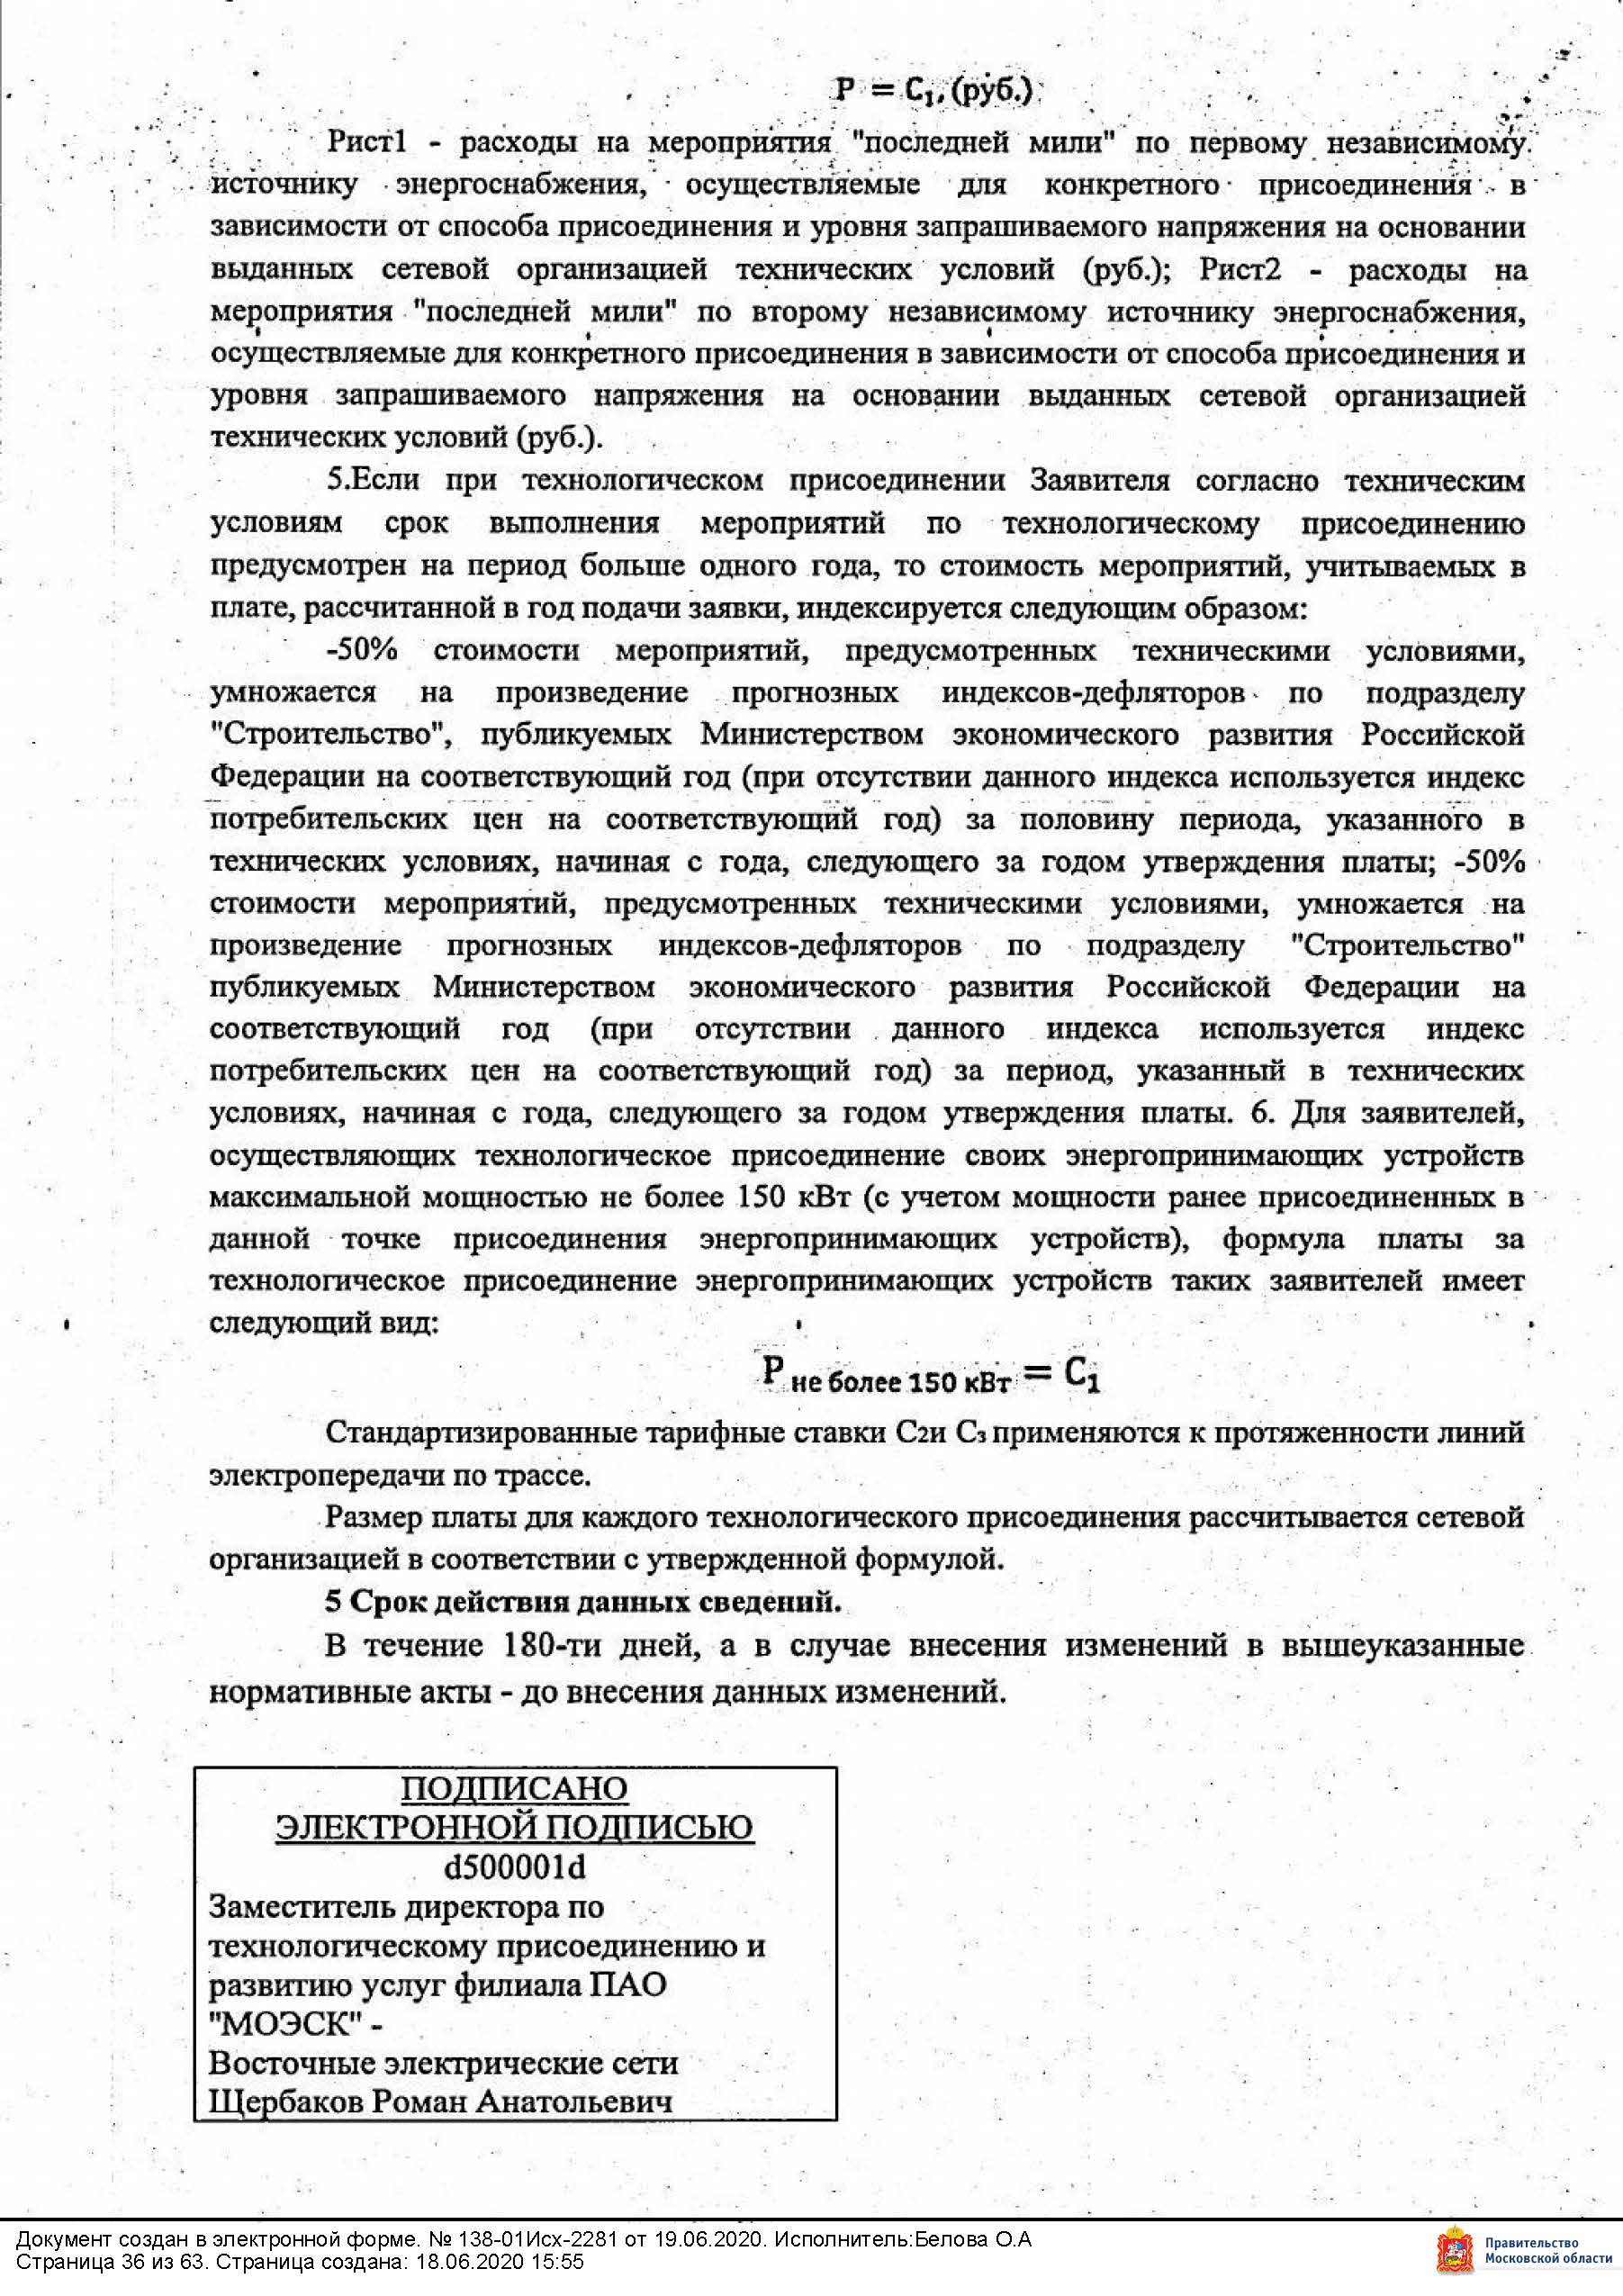 P = C₁, (руб.)
Рист1 - расходы на мероприятия "последней мили" по первому независимому
источнику энергоснабжения, осуществляемые для конкретного присоединения в
зависимости от способа присоединения и уровня запрашиваемого напряжения на основании
выданных сетевой организацией технических условий (руб.); Рист2 - расходы на
мероприятия "последней мили" по второму независимому источнику энергоснабжения,
осуществляемые для конкретного присоединения в зависимости от способа присоединения и
уровня запрашиваемого напряжения на основании выданных сетевой организацией
технических условий (руб.).
5.Если при технологическом присоединении Заявителя согласно техническим
условиям срок выполнения мероприятий по технологическому присоединению
предусмотрен на период больше одного года, то стоимость мероприятий, учитываемых в
плате, рассчитанной в год подачи заявки, индексируется следующим образом:
-50% стоимости мероприятий, предусмотренных техническими условиями,
умножается на произведение прогнозных индексов-дефляторов по подразделу
"Строительство", публикуемых Министерством экономического развития Российской
Федерации на соответствующий год (при отсутствии данного индекса используется индекс
потребительских цен на соответствующий год) за половину периода, указанного в
технических условиях, начиная с года, следующего за годом утверждения платы; -50%
стоимости мероприятий, предусмотренных техническими условиями, умножается на
произведение прогнозных индексов-дефляторов по подразделу "Строительство"
публикуемых Министерством экономического развития Российской Федерации на
соответствующий год (при отсутствии данного индекса используется индекс
потребительских цен на соответствующий год) за период, указанный в технических
условиях, начиная с года, следующего за годом утверждения платы. 6. Для заявителей,
осуществляющих технологическое присоединение своих энергопринимающих устройств
максимальной мощностью не более 150 кВт (с учетом мощности ранее присоединенных в
данной точке присоединения энергопринимающих устройств), формула платы за
технологическое присоединение энергопринимающих устройств таких заявителей имеет
следующий вид:
P не более 150 кВт = C₁
Стандартизированные тарифные ставки С₂и С₃ применяются к протяженности линий
электропередачи по трассе.
Размер платы для каждого технологического присоединения рассчитывается сетевой
организацией в соответствии с утвержденной формулой.
5 Срок действия данных сведений.
В течение 180-ти дней, а в случае внесения изменений в вышеуказанные
нормативные акты - до внесения данных изменений.
ПОДПИСАНО
ЭЛЕКТРОННОЙ ПОДПИСЬЮ
d500001d
Заместитель директора по
технологическому присоединению и
развитию услуг филиала ПАО
"МОЭСК" -
Восточные электрические сети
Щербаков Роман Анатольевич
Документ создан в электронной форме. № 138-01Исх-2281 от 19.06.2020. Исполнитель:Белова О.А
Страница 36 из 63. Страница создана: 18.06.2020 15:55
Правительство
Московской области